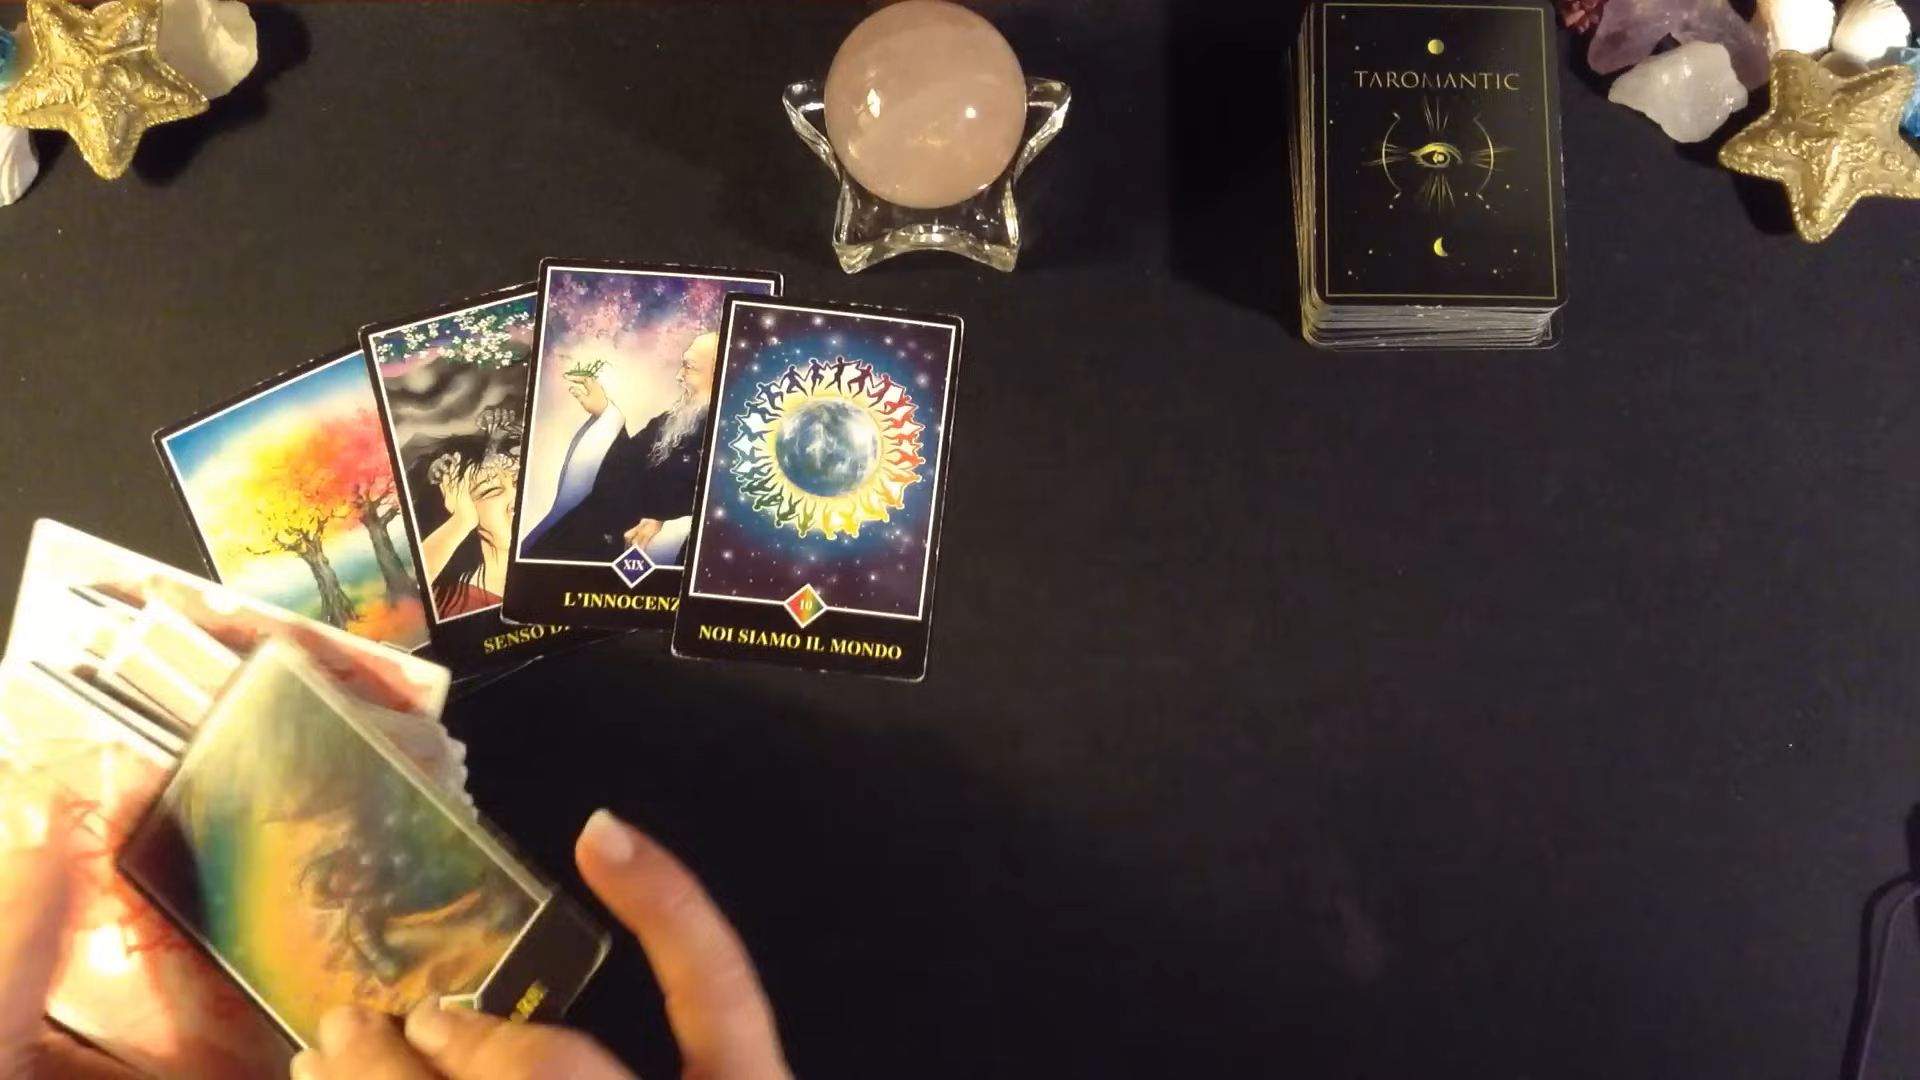 TAROMANTIC
XIX
L'INNOCENZ
SENSO D
10
NOI SIAMO IL MONDO